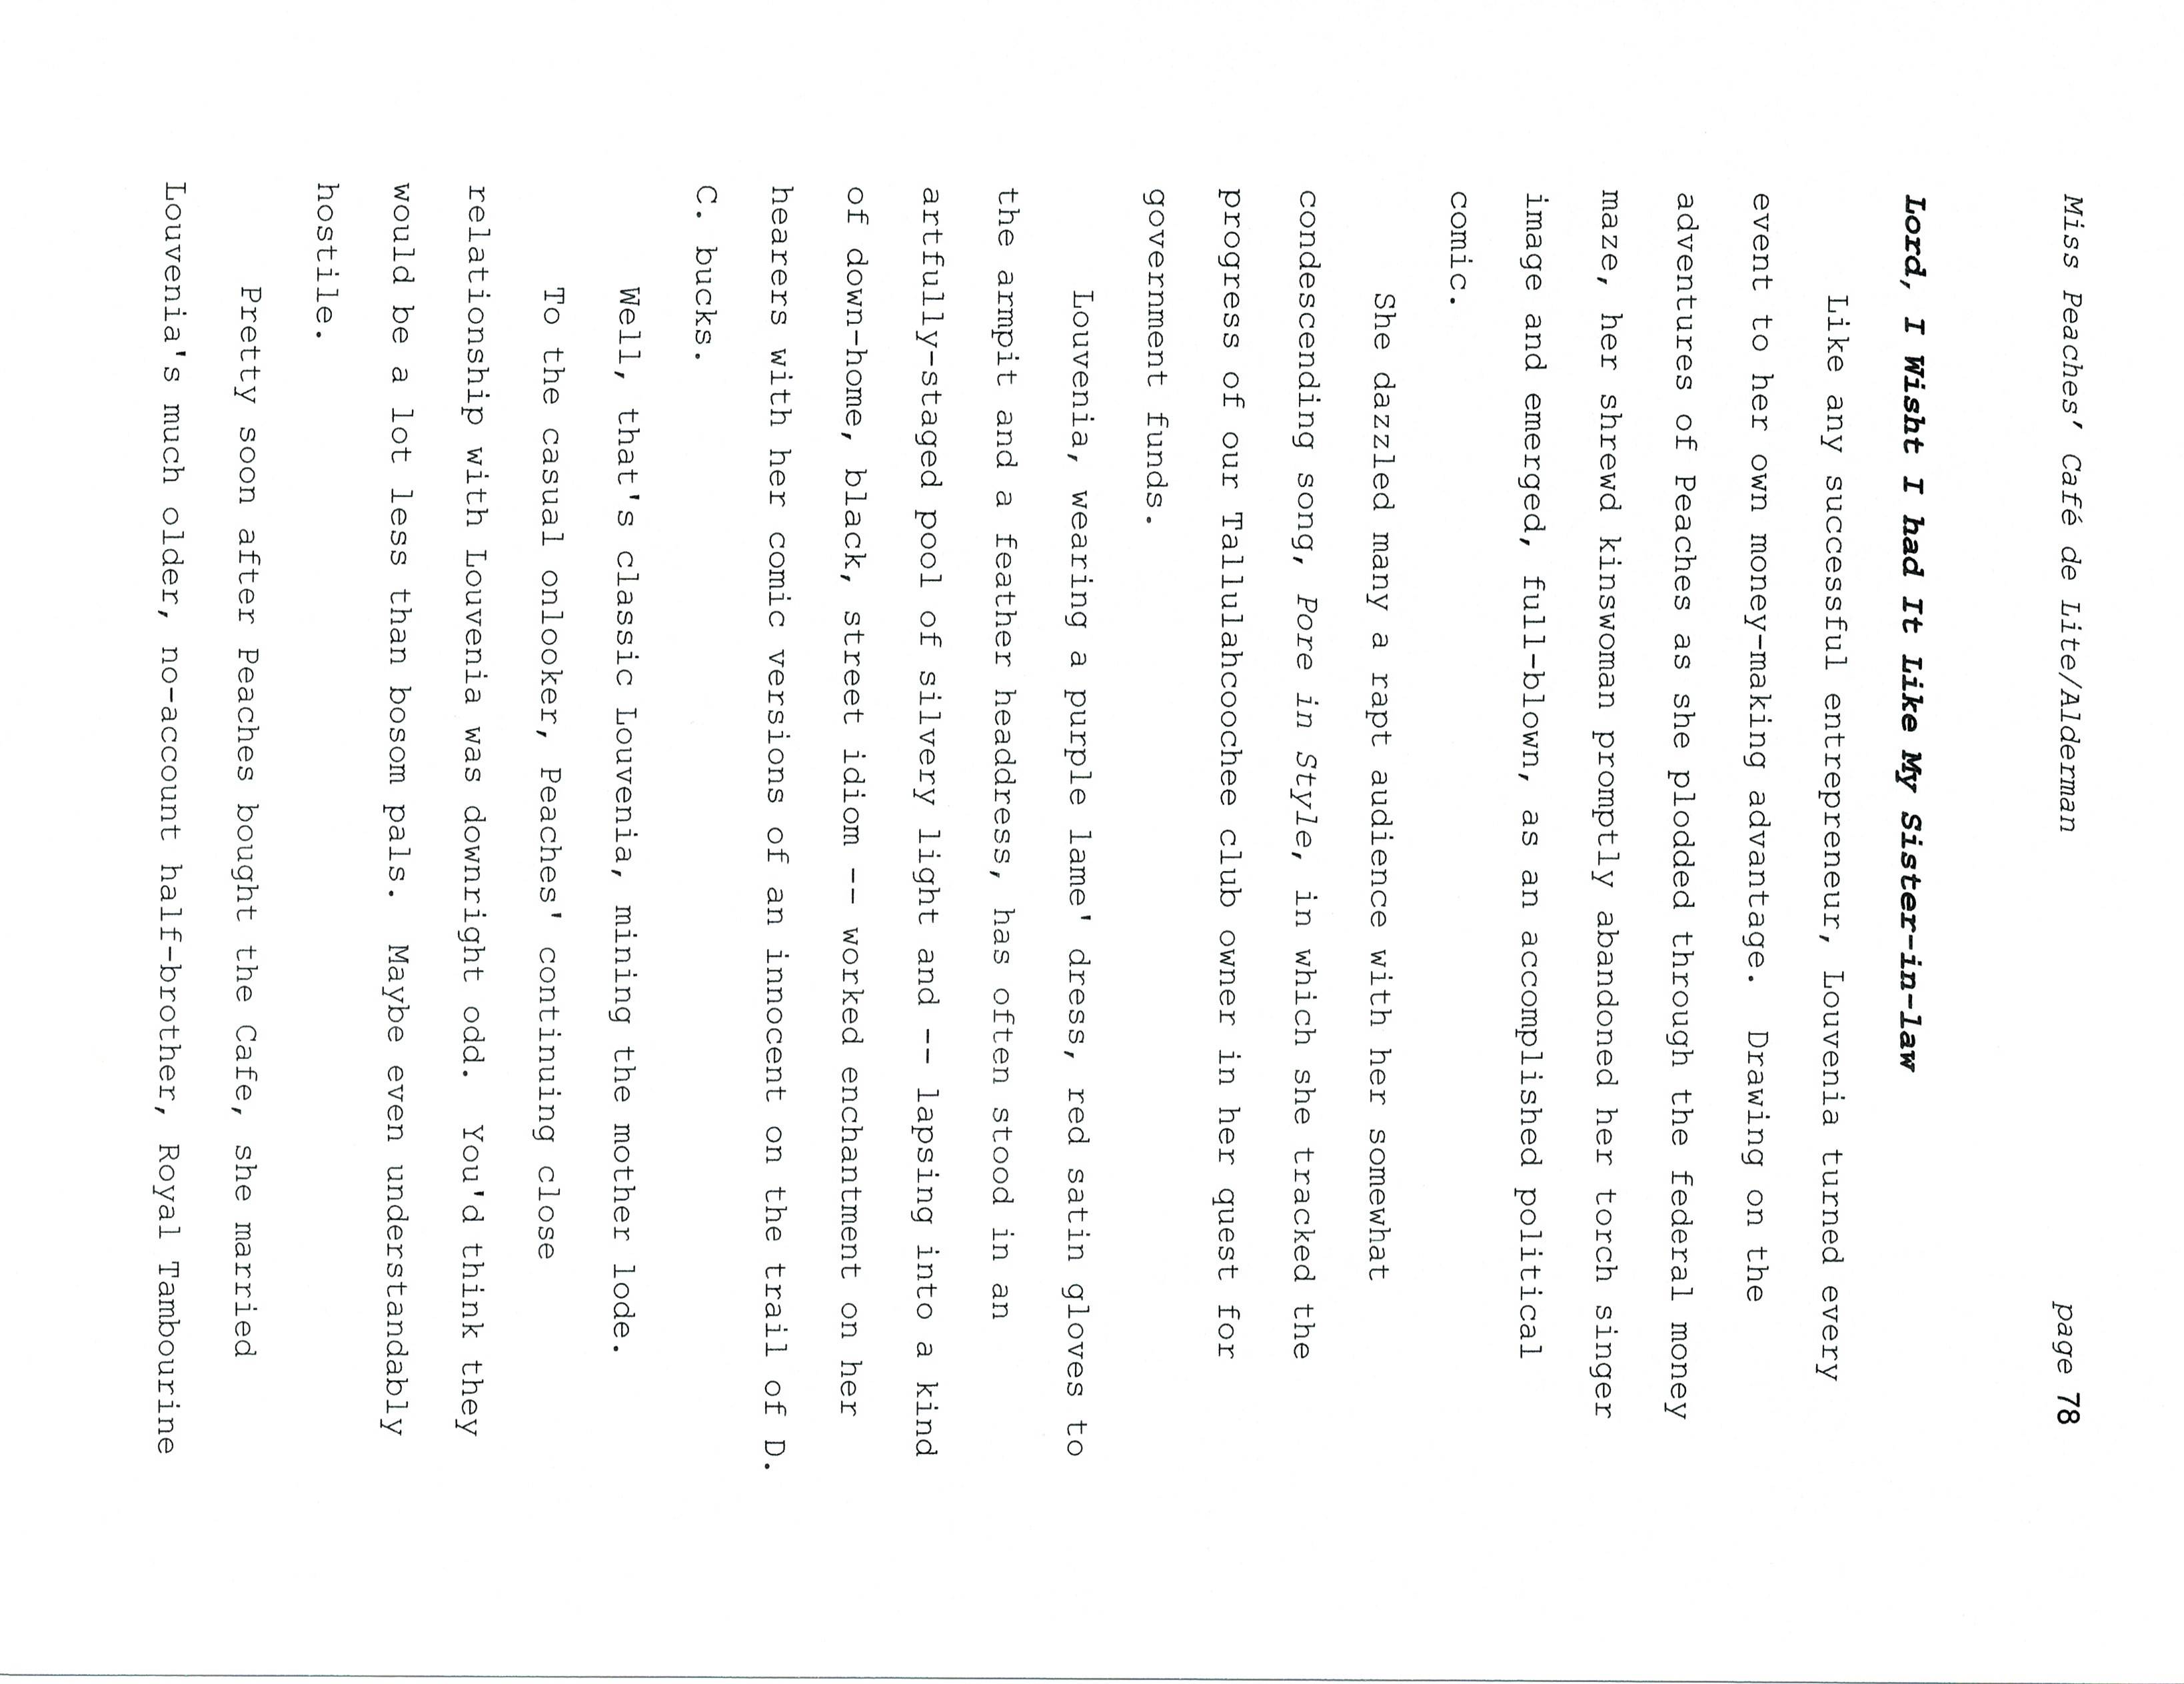 Miss Peaches' Café de Lite/Alderman page 78
Lord, I Wisht I had It Like My Sister-in-law
Like any successful entrepreneur, Louvenia turned every
event to her own money-making advantage.  Drawing on the
adventures of Peaches as she plodded through the federal money
maze, her shrewd kinswoman promptly abandoned her torch singer
image and emerged, full-blown, as an accomplished political
comic.
She dazzled many a rapt audience with her somewhat
condescending song, Pore in Style, in which she tracked the
progress of our Tallulahcoochee club owner in her quest for
government funds.
Louvenia, wearing a purple lame' dress, red satin gloves to
the armpit and a feather headdress, has often stood in an
artfully-staged pool of silvery light and -- lapsing into a kind
of down-home, black, street idiom -- worked enchantment on her
hearers with her comic versions of an innocent on the trail of D.
C. bucks.
Well, that's classic Louvenia, mining the mother lode.
To the casual onlooker, Peaches' continuing close
relationship with Louvenia was downright odd.  You'd think they
would be a lot less than bosom pals.  Maybe even understandably
hostile.
Pretty soon after Peaches bought the Cafe, she married
Louvenia's much older, no-account half-brother, Royal Tambourine